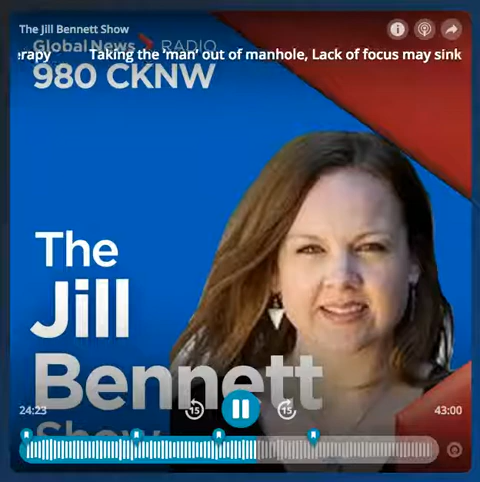 The Jill Bennett Show
Global News RADIO
erapy Taking the 'man' out of manhole, Lack of focus may sink
980 CKNW
The
Jill
Bennett
Show
24:23
15
15
43:00